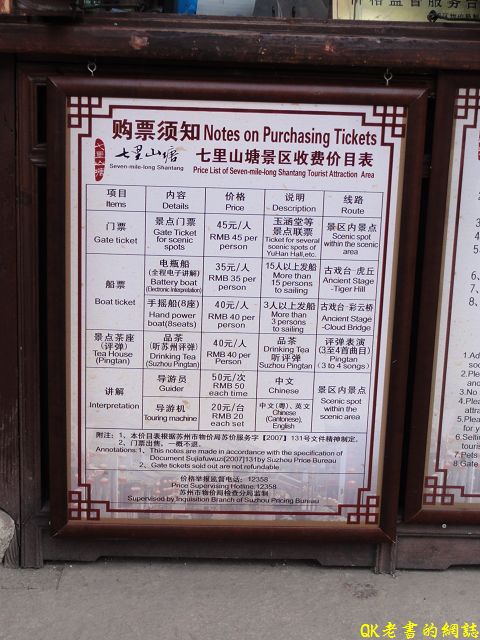 购票须知 Notes on Purchasing Tickets
七里山塘
七里山塘 七里山塘景区收费价目表
Seven-mile-long Shantang Price List of Seven-mile-long Shantang Tourist Attraction Area
项目 内容 价格 说明 线路
Items Details Price Description Route
门票 景点门票 45元/人 玉涵堂等景点联票 景区内景点
Gate ticket Gate Ticket for scenic spots RMB 45 per person Ticket for several scenic spots of YuHan Hall,etc. Scenic spot within the scenic area
船票 电瓶船 (全程电子讲解) 35元/人 15人以上发船 古戏台-虎丘
Boat ticket Battery boat (Electronic Interpretation) RMB 35 per person More than 15 persons to sailing Ancient Stage -Tiger Hill
手摇船(8座) 40元/人 3人以上发船 古戏台-彩云桥
Hand power boat(8seats) RMB 40 per person More than 3 persons to sailing Ancient Stage -Cloud Bridge
景点茶座 (评弹) 品茶 (听苏州评弹) 40元/人 品茶 评弹表演 (3至4首曲目)
Tea House (Pingtan) Drinking Tea (Suzhou Pingtan) RMB 40 per Person Drinking Tea 听评弹 Pingtan (3 to 4 songs)
讲解 导游员 50元/次 中文 景区内景点
Interpretation Guider RMB 50 each time Chinese Scenic spot within the scenic area
导游机 20元/台 中文(粤)、英文
Touring machine RMB 20 each set Chinese (Cantonese), English
附注：1、本价目表根据苏州市物价局苏价服务字【2007】131号文件精神制定。
2、门票出售，一概不退。
Annotations:1、This notes are made in accordance with the specification of
Document Sujiafuwuzi[2007]131by Suzhou Price Bureau
2、Gate tickets sold out are not refundable.
价格举报监督电话：12358
Price Supervising Hotline:12358
苏州市物价局检查分局监制
Supervised by Inquisition Branch of Suzhou Pricing Bureau
QK老書的網誌